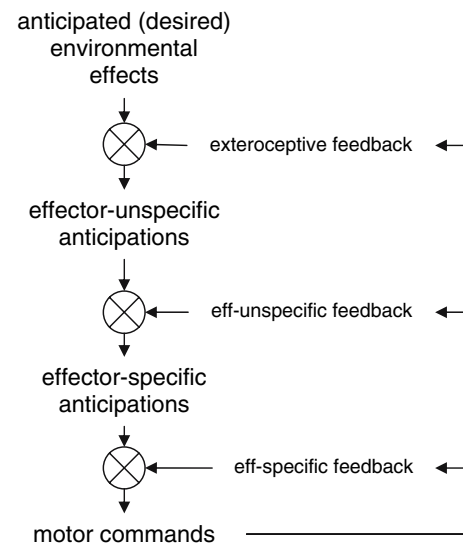 anticipated (desired)
environmental
effects
exteroceptive feedback
effector-unspecific
anticipations
eff-unspecific feedback
effector-specific
anticipations
eff-specific feedback
motor commands